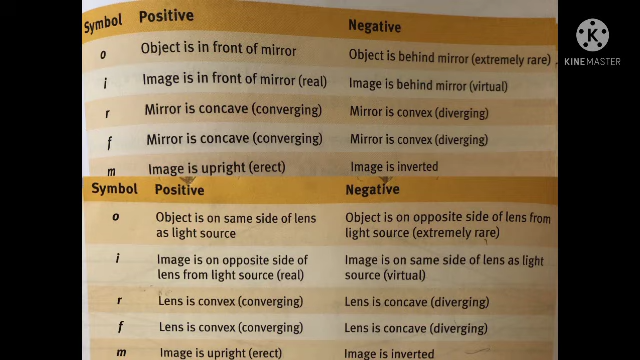 Symbol Positive Negative
o Object is in front of mirror Object is behind mirror (extremely rare)
i Image is in front of mirror (real) Image is behind mirror (virtual)
r Mirror is concave (converging) Mirror is convex (diverging)
f Mirror is concave (converging) Mirror is convex (diverging)
m Image is upright (erect) Image is inverted
Symbol Positive Negative
o Object is on same side of lens as light source Object is on opposite side of lens from light source (extremely rare)
i Image is on opposite side of lens from light source (real) Image is on same side of lens as light source (virtual)
r Lens is convex (converging) Lens is concave (diverging)
f Lens is convex (converging) Lens is concave (diverging)
m Image is upright (erect) Image is inverted
KINEMASTER